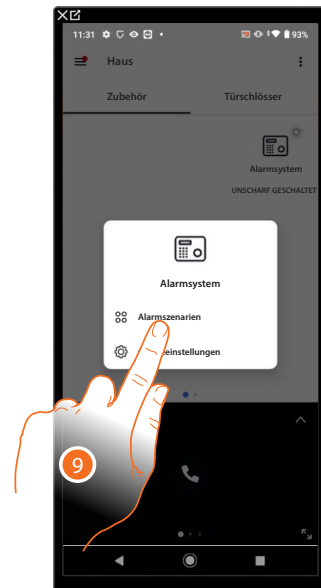 11:31 93%
Haus
Zubehör Türschlösser
Alarmsystem
UNSCHARF GESCHALTET
Alarmsystem
Alarmszenarien
einstellungen
9